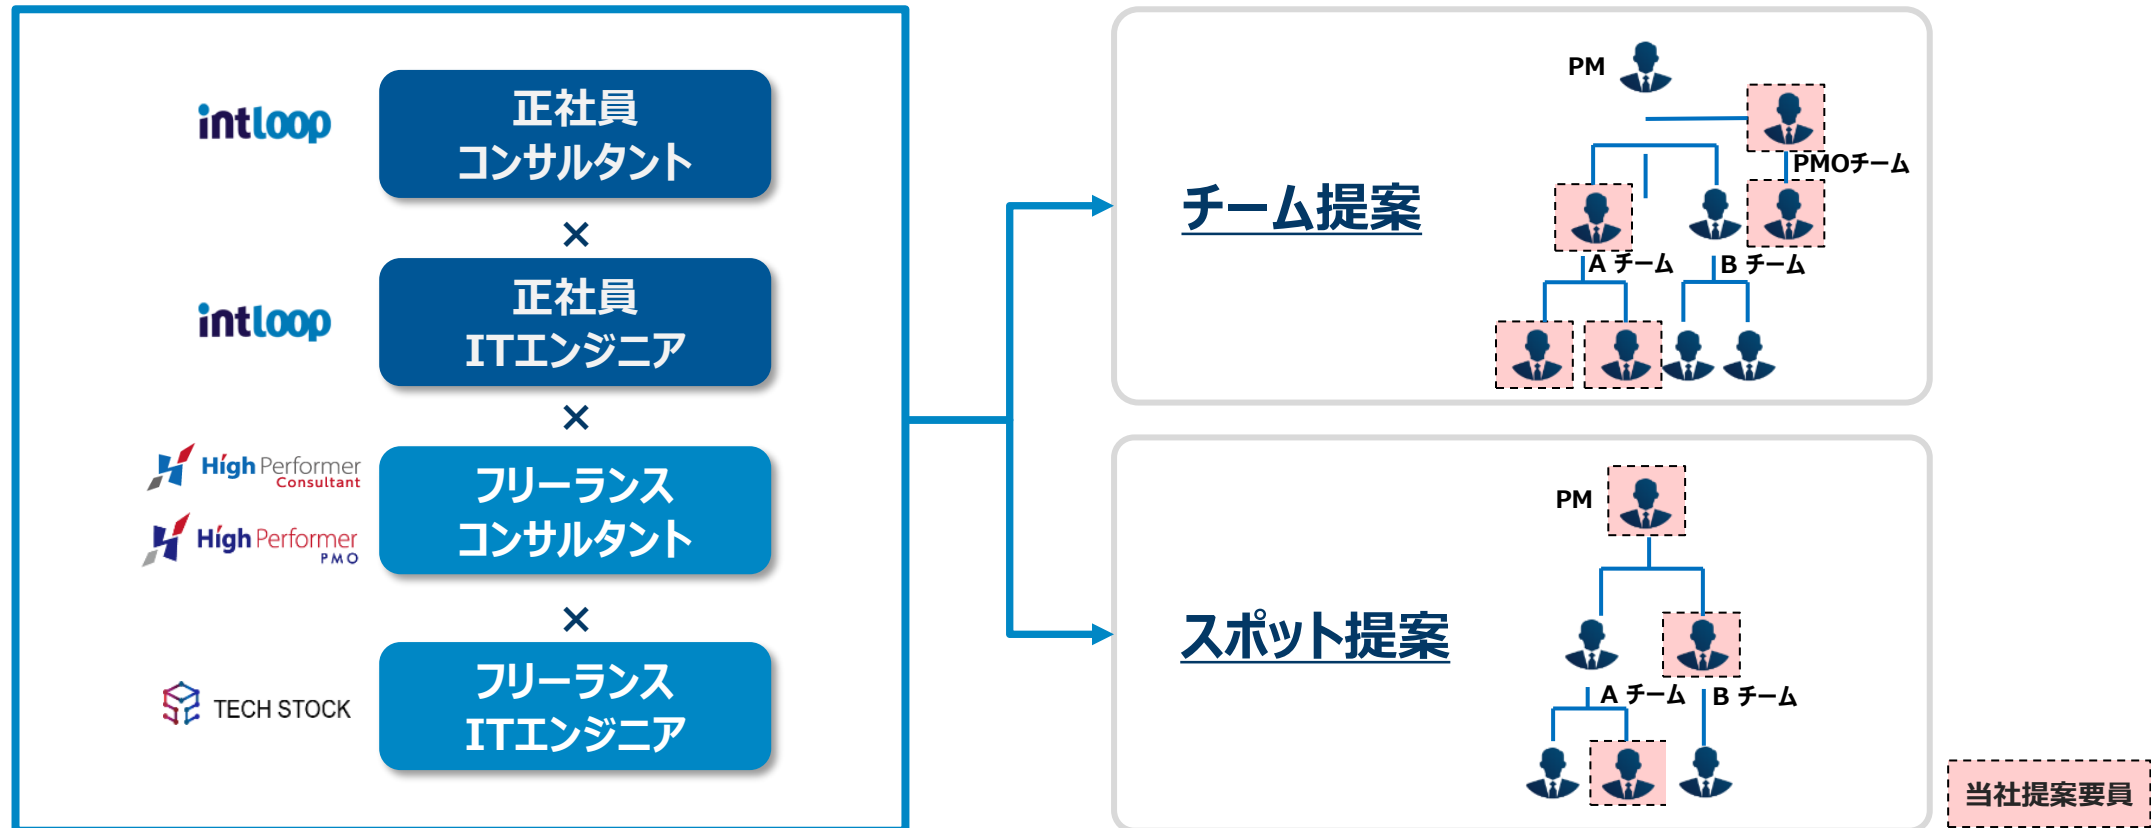 intloop
正社員
コンサルタント
×
intloop
正社員
ITエンジニア
×
High Performer
Consultant
High Performer
PMO
フリーランス
コンサルタント
×
TECH STOCK
フリーランス
ITエンジニア
チーム提案
PM
PMOチーム
A チーム
B チーム
スポット提案
PM
A チーム
B チーム
当社提案要員